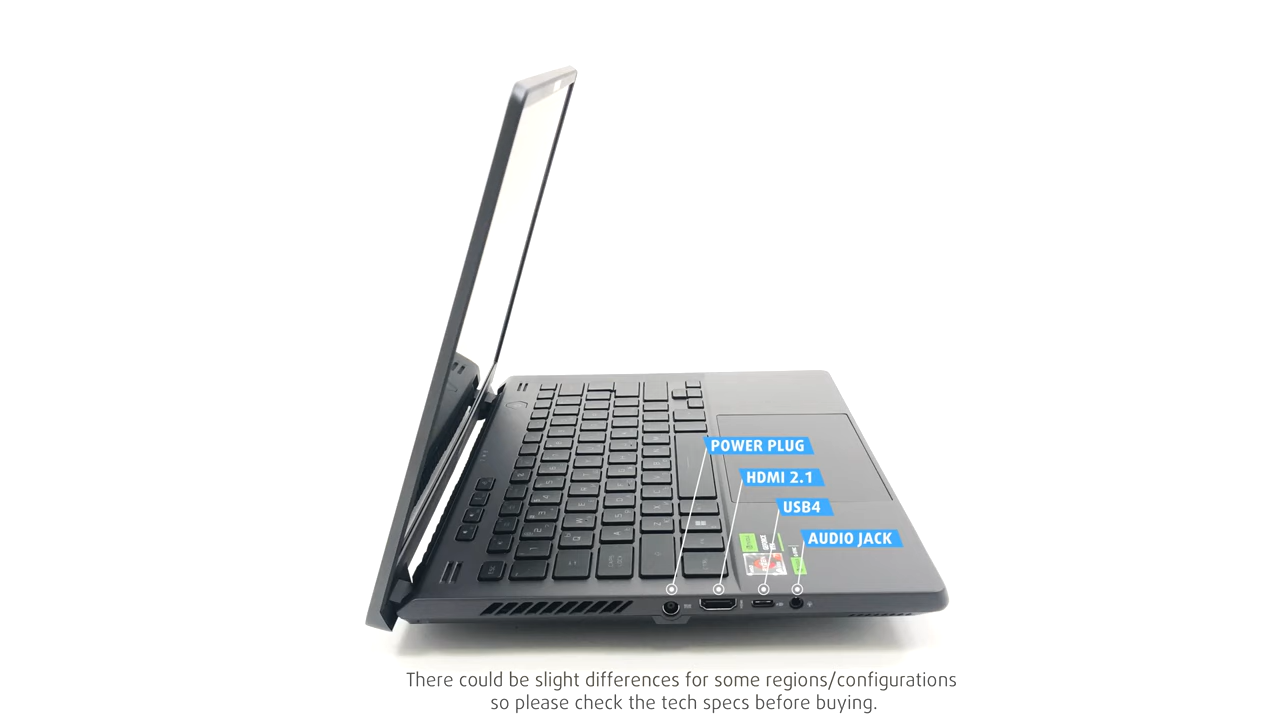 POWER PLUG
HDMI 2.1
USB4
AUDIO JACK
There could be slight differences for some regions/configurations
so please check the tech specs before buying.